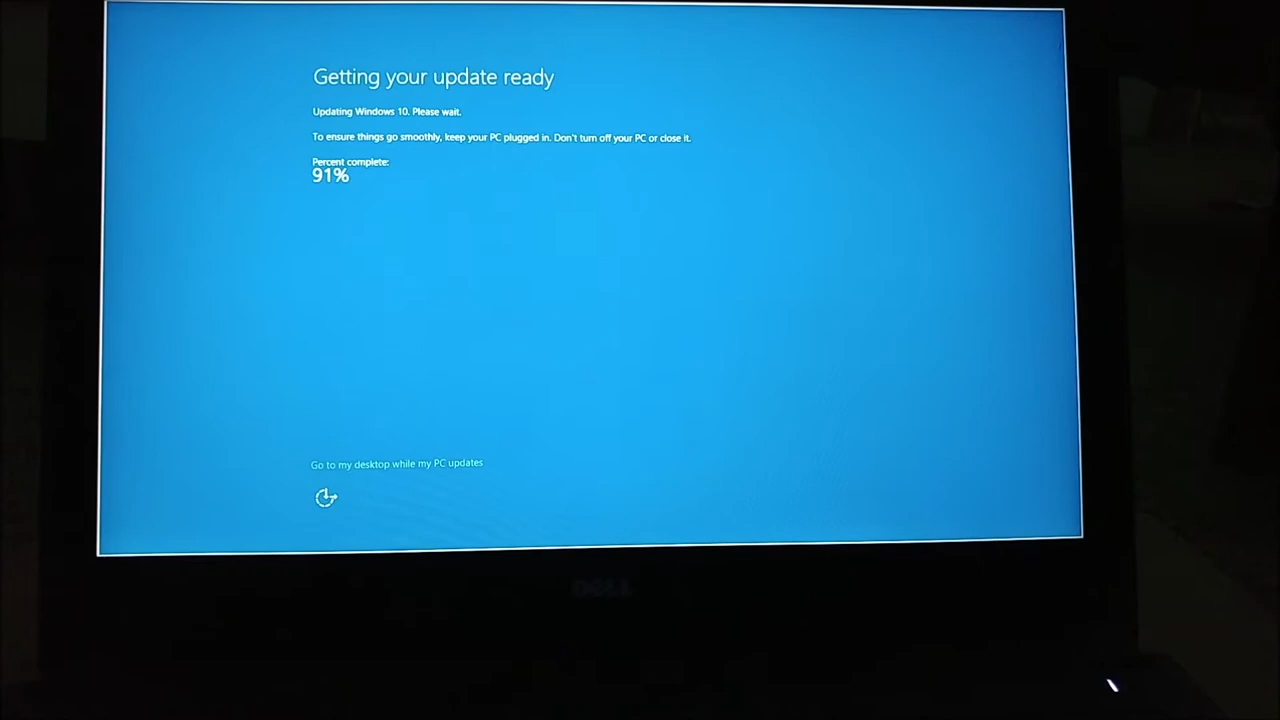 Getting your update ready
Updating Windows 10. Please wait.
To ensure things go smoothly, keep your PC plugged in. Don't turn off your PC or close it.
Percent complete:
91%
Go to my desktop while my PC updates
DELL